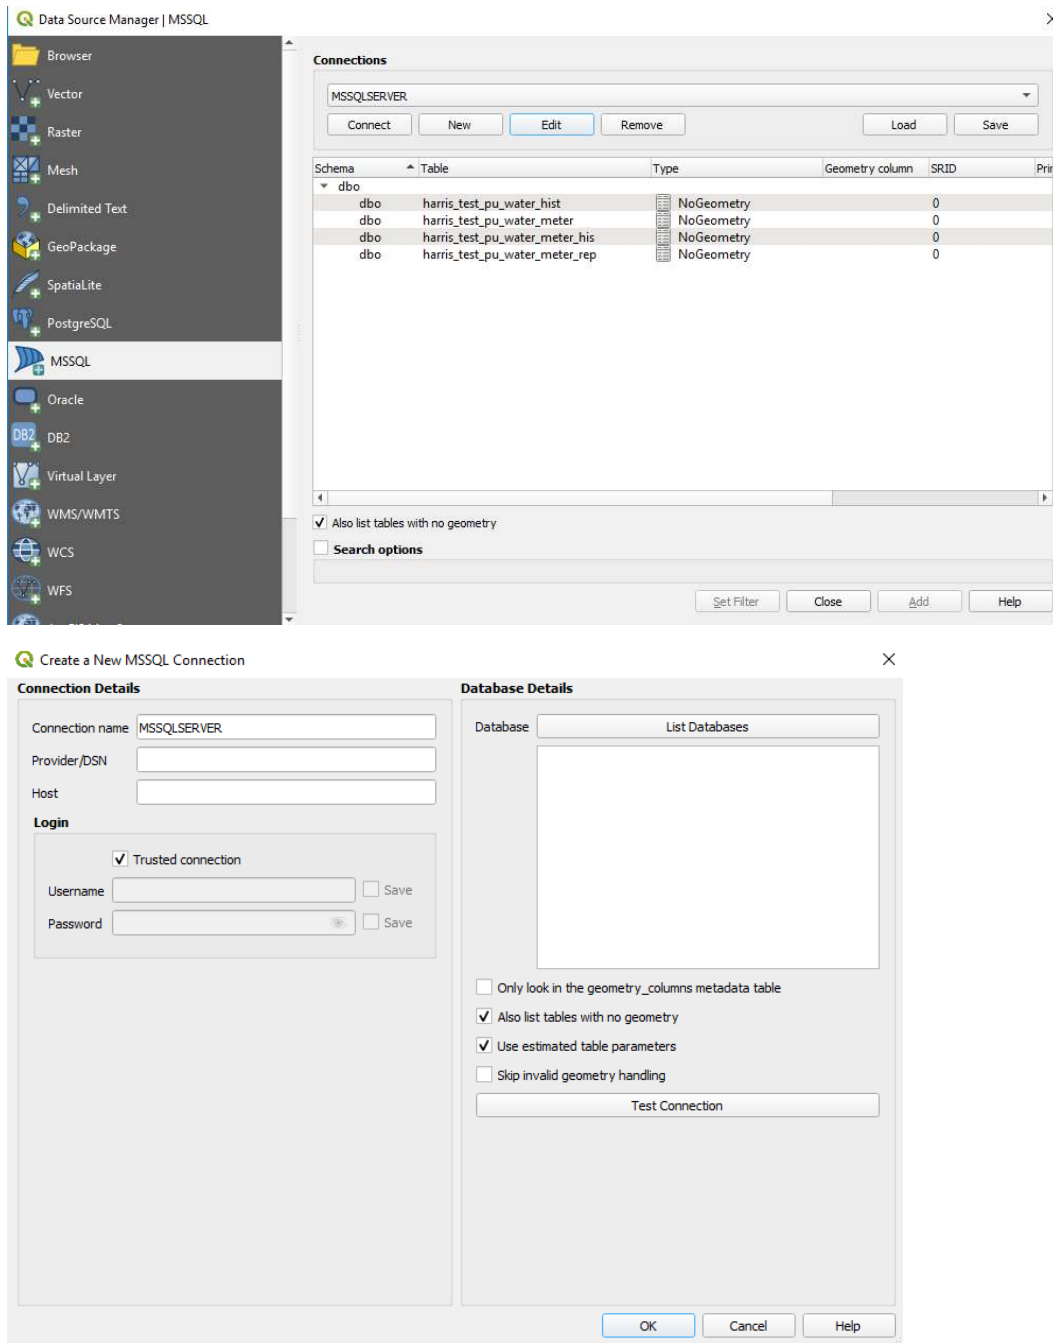 Data Source Manager | MSSQL
Browser
Vector
Raster
Mesh
Delimited Text
GeoPackage
SpatiaLite
PostgreSQL
MSSQL
Oracle
DB2 DB2
Virtual Layer
WMS/WMTS
WCS
WFS
Connections
MSSQLSERVER
Connect New Edit Remove Load Save
Schema Table Type Geometry column SRID Prir
dbo
dbo harris_test_pu_water_hist NoGeometry 0
dbo harris_test_pu_water_meter NoGeometry 0
dbo harris_test_pu_water_meter_his NoGeometry 0
dbo harris_test_pu_water_meter_rep NoGeometry 0
Also list tables with no geometry
Search options
Set Filter Close Add Help
Create a New MSSQL Connection
Connection Details
Connection name MSSQLSERVER
Provider/DSN
Host
Login
Trusted connection
Username Save
Password Save
Database Details
Database List Databases
Only look in the geometry_columns metadata table
Also list tables with no geometry
Use estimated table parameters
Skip invalid geometry handling
Test Connection
OK Cancel Help